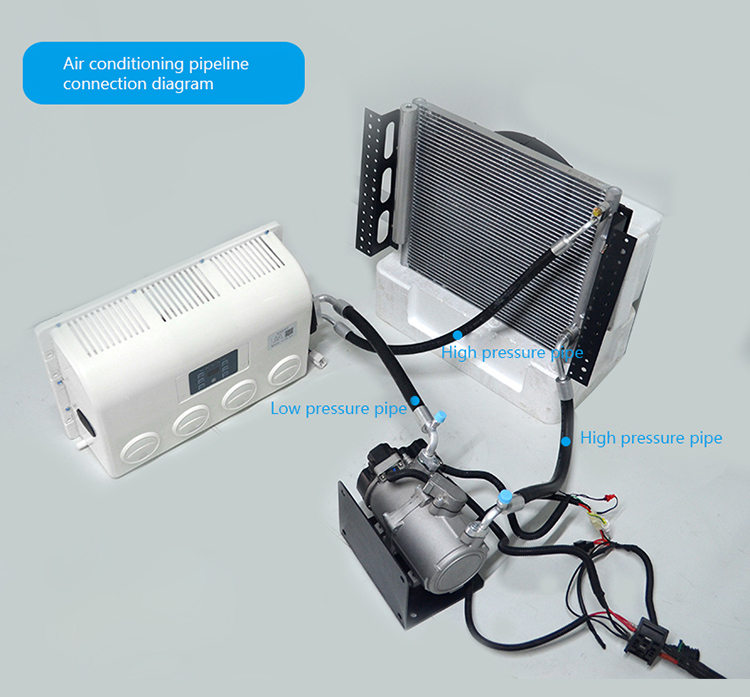 Air conditioning pipeline
connection diagram
High pressure pipe
Low pressure pipe
High pressure pipe